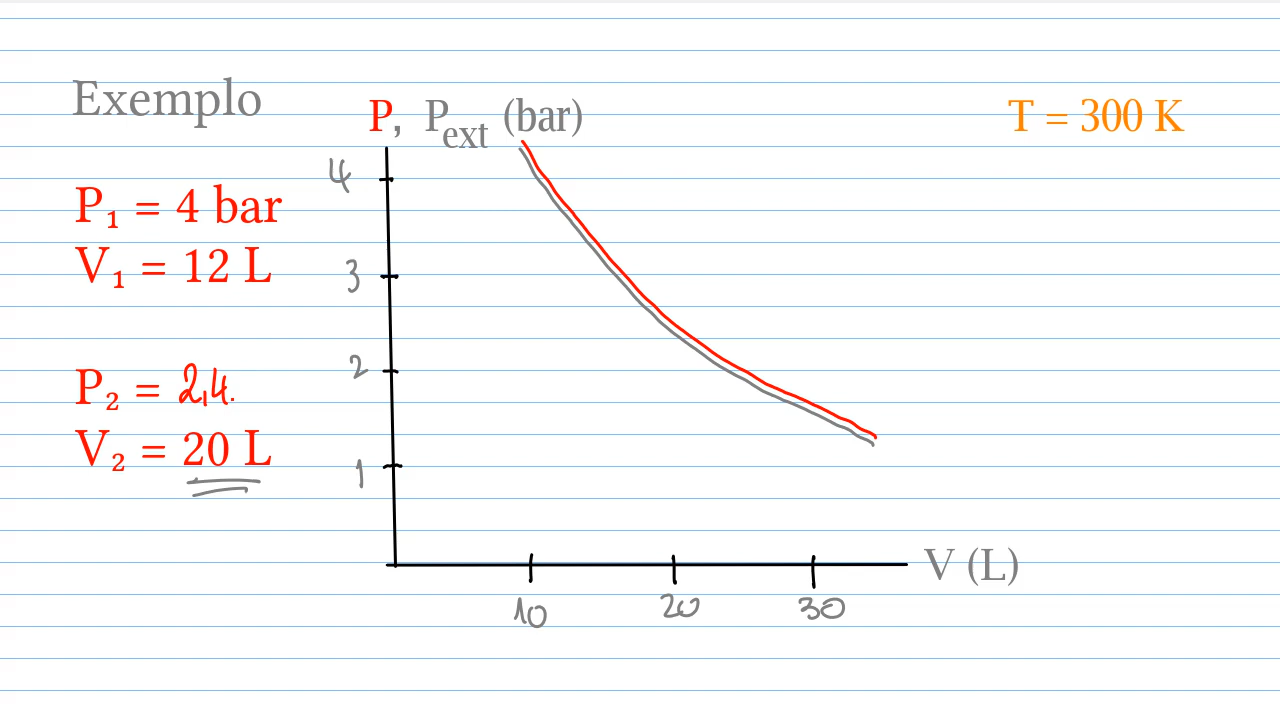 Exemplo
P, Pext (bar)
T = 300 K
P₁ = 4 bar
V₁ = 12 L
P₂ = 2,4.
V₂ = 20 L
4
3
2
1
10 20 30
V (L)